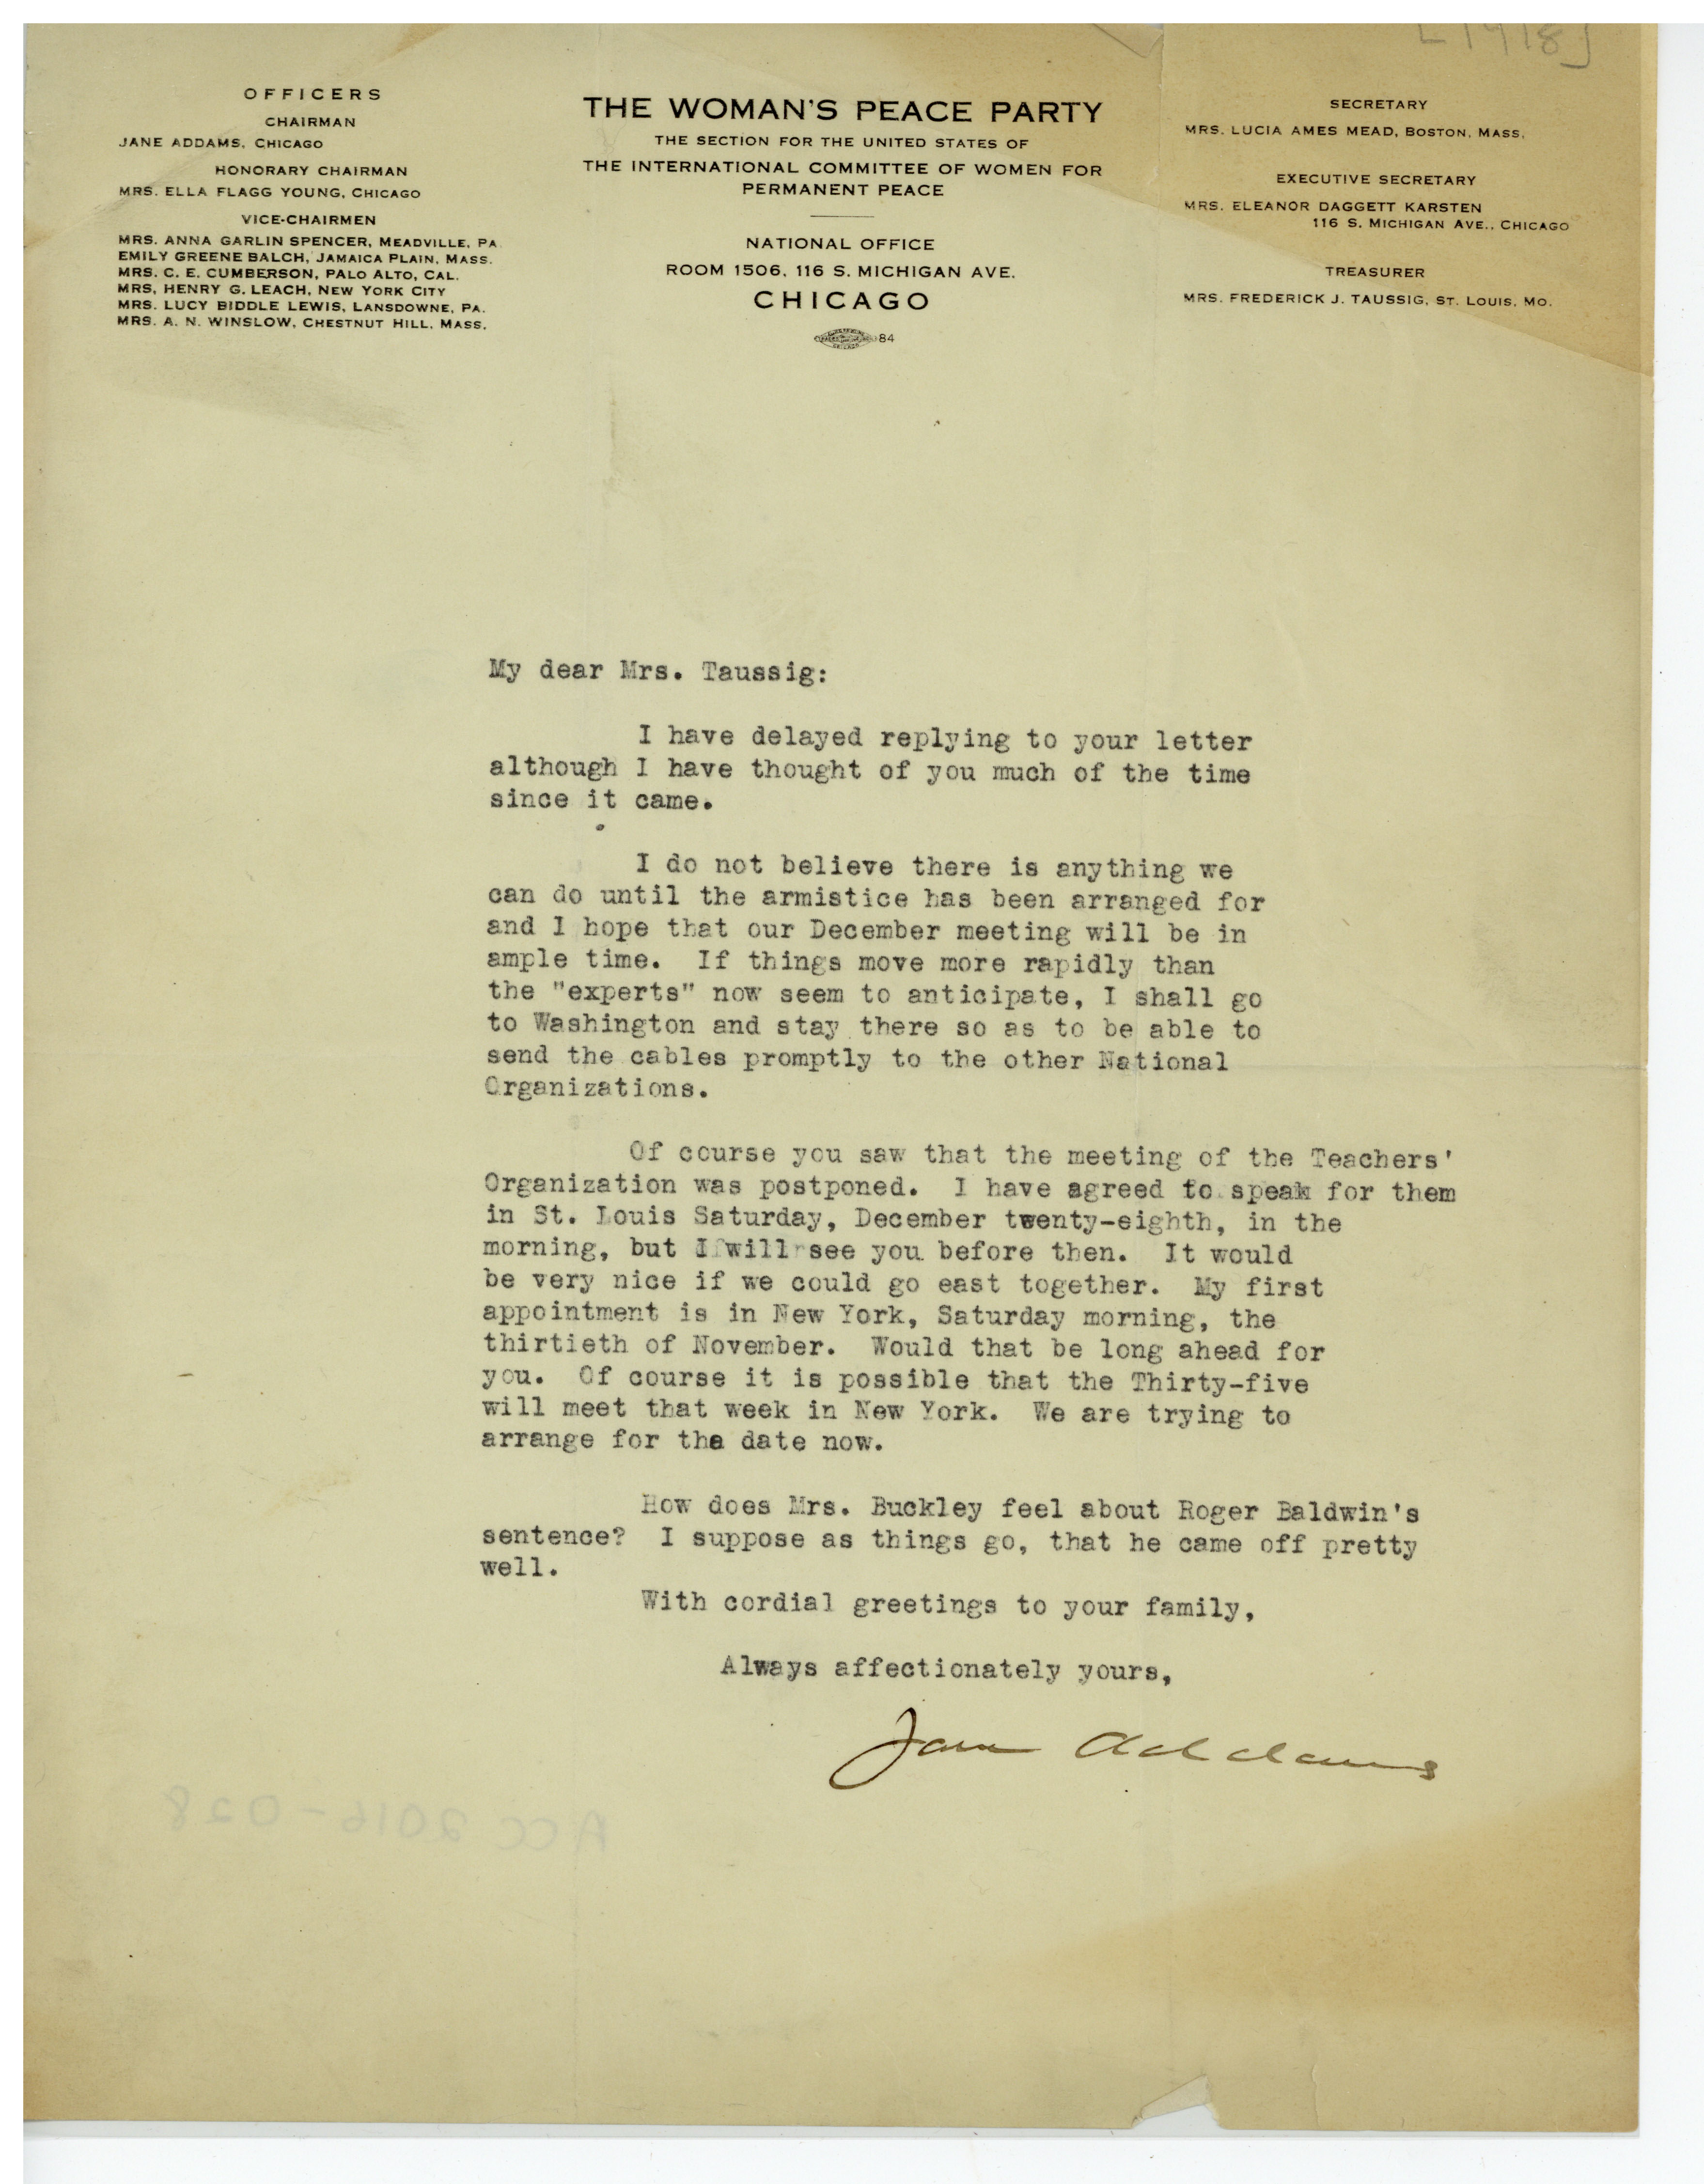 [1918]
OFFICERS
CHAIRMAN
JANE ADDAMS, CHICAGO
HONORARY CHAIRMAN
MRS. ELLA FLAGG YOUNG, CHICAGO
VICE-CHAIRMEN
MRS. ANNA GARLIN SPENCER, MEADVILLE, PA.
EMILY GREENE BALCH, JAMAICA PLAIN, MASS.
MRS. C. E. CUMBERSON, PALO ALTO, CAL.
MRS, HENRY G. LEACH, NEW YORK CITY
MRS. LUCY BIDDLE LEWIS, LANSDOWNE, PA.
MRS. A. N. WINSLOW, CHESTNUT HILL, MASS.
THE WOMAN'S PEACE PARTY
THE SECTION FOR THE UNITED STATES OF
THE INTERNATIONAL COMMITTEE OF WOMEN FOR
PERMANENT PEACE
NATIONAL OFFICE
ROOM 1506, 116 S. MICHIGAN AVE.
CHICAGO
84
SECRETARY
MRS. LUCIA AMES MEAD, BOSTON, MASS.
EXECUTIVE SECRETARY
MRS. ELEANOR DAGGETT KARSTEN
116 S. MICHIGAN AVE., CHICAGO
TREASURER
MRS. FREDERICK J. TAUSSIG, ST. LOUIS, MO.
My dear Mrs. Taussig:
I have delayed replying to your letter
although I have thought of you much of the time
since it came.
I do not believe there is anything we
can do until the armistice has been arranged for
and I hope that our December meeting will be in
ample time. If things move more rapidly than
the "experts" now seem to anticipate, I shall go
to Washington and stay there so as to be able to
send the cables promptly to the other National
Organizations.
Of course you saw that the meeting of the Teachers'
Organization was postponed. I have agreed to speak for them
in St. Louis Saturday, December twenty-eighth, in the
morning, but I will see you before then. It would
be very nice if we could go east together. My first
appointment is in New York, Saturday morning, the
thirtieth of November. Would that be long ahead for
you. Of course it is possible that the Thirty-five
will meet that week in New York. We are trying to
arrange for the date now.
How does Mrs. Buckley feel about Roger Baldwin's
sentence? I suppose as things go, that he came off pretty
well.
With cordial greetings to your family,
Always affectionately yours,
Jane Addams
ACC 2016-028